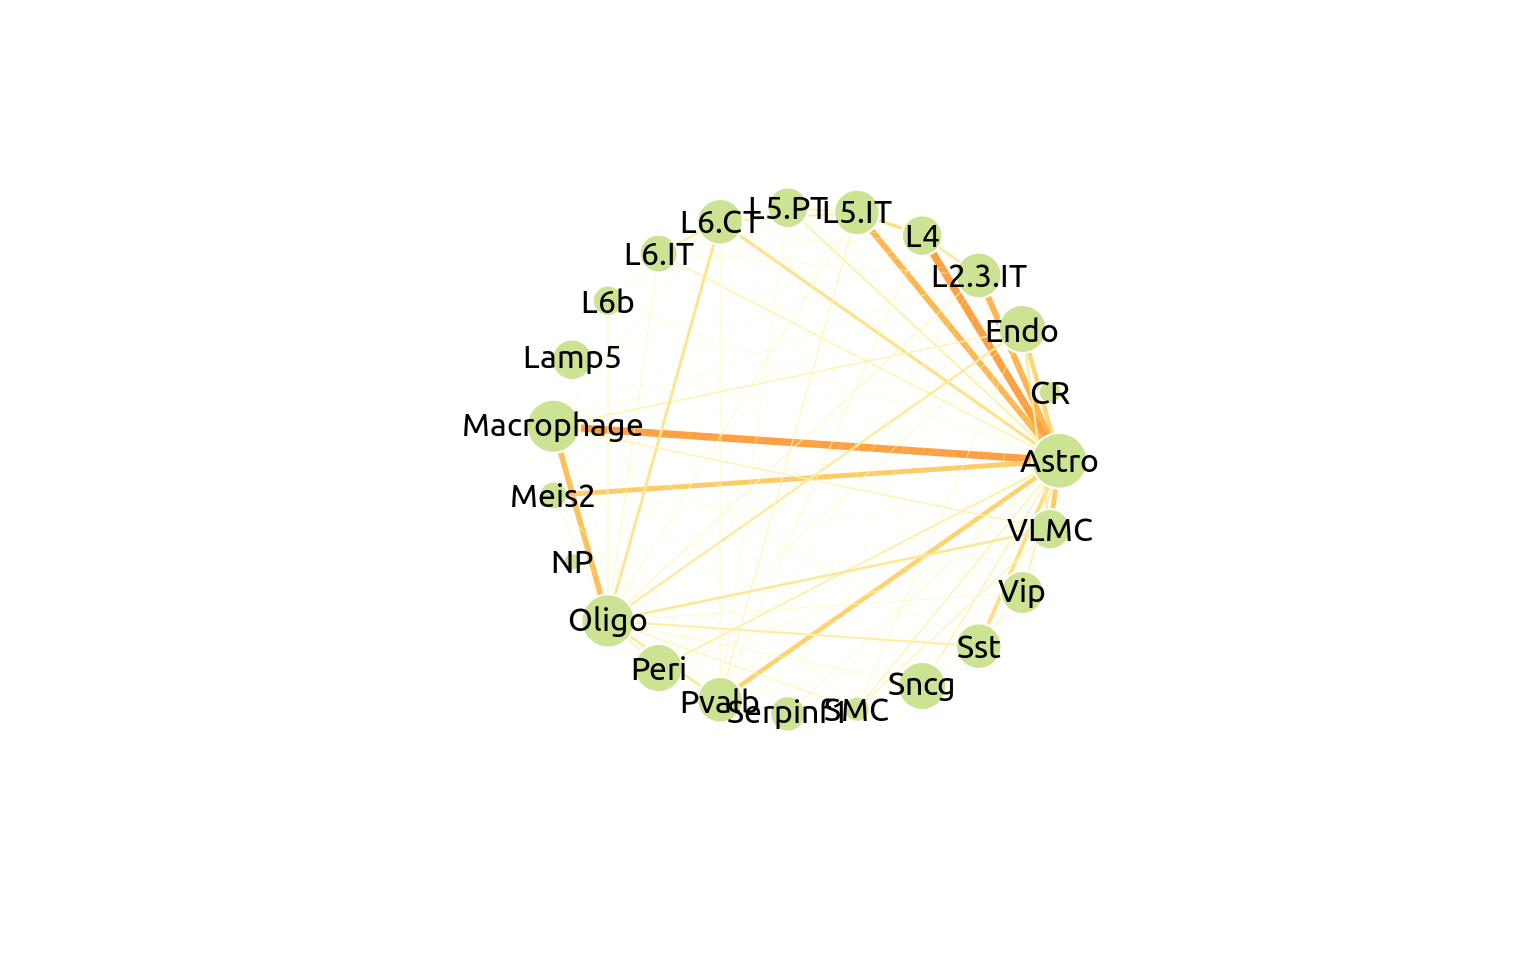 L5.PT
L5.IT
L6.CT
L4
L6.IT
L2.3.IT
L6b
Endo
Lamp5
CR
Macrophage
Astro
Meis2
VLMC
NP
Vip
Oligo
Sst
Peri
Sncg
Pvalb
Serpinf1
SMC